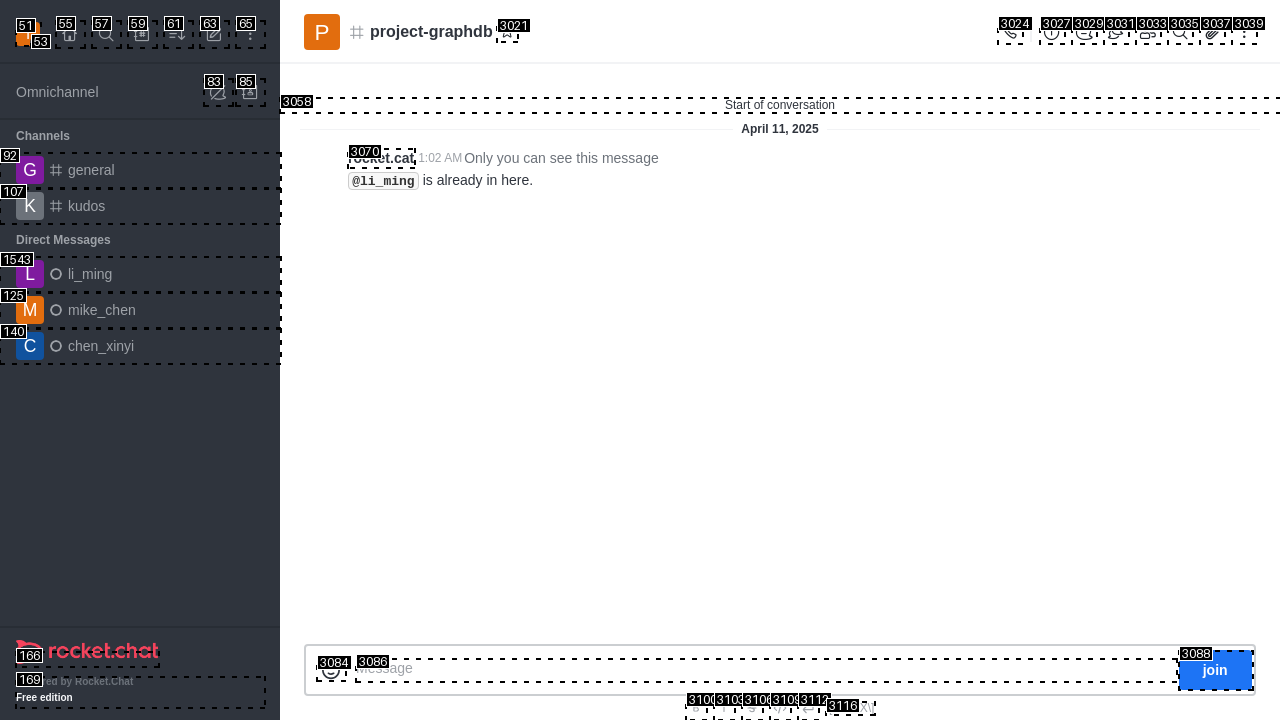 51
53
55
57
59
61
63
65
3021
3024
3027
3029
3031
3033
3035
3037
3039
P
project-graphdb
Omnichannel
83
85
3058
Start of conversation
April 11, 2025
Channels
92
G
general
3070
rocket.cat 1:02 AM Only you can see this message
@li_ming is already in here.
107
K
kudos
Direct Messages
1543
L
li_ming
125
M
mike_chen
140
C
chen_xinyi
166
rocket.chat
169
by Rocket.Chat
Free edition
3084
3086
Message
3088
join
3100
3103
3106
3109
3112
3116